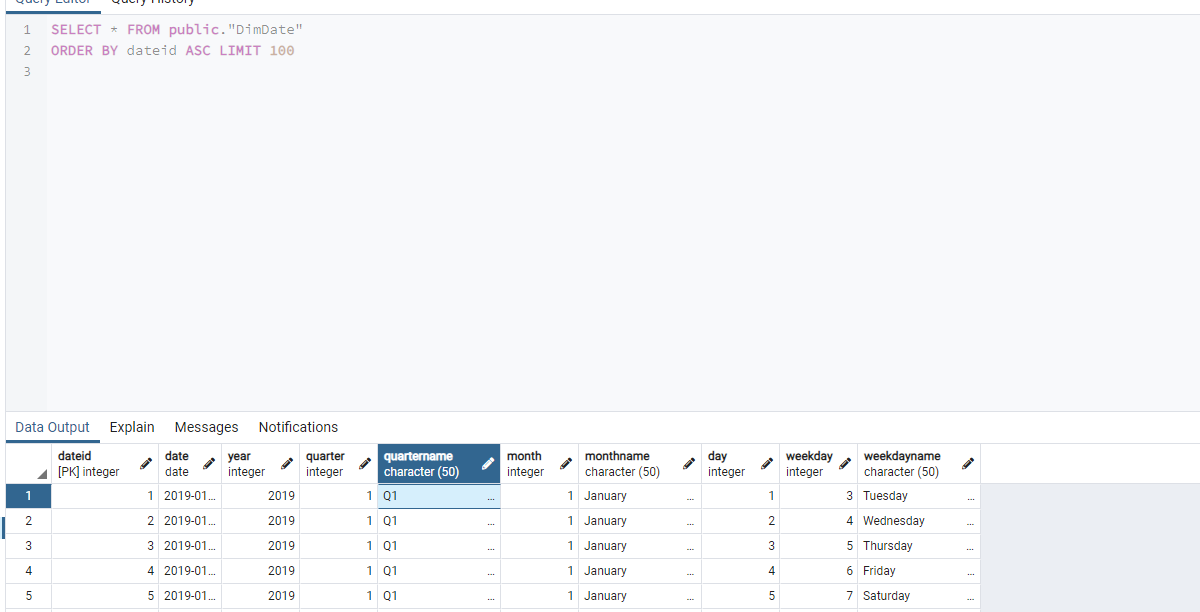 Query Editor Query History
1 SELECT * FROM public."DimDate"
2 ORDER BY dateid ASC LIMIT 100
3
Data Output Explain Messages Notifications
dateid date year quarter quartername month monthname day weekday weekdayname
[PK] integer date integer integer character (50) integer character (50) integer integer character (50)
1 1 2019-01... 2019 1 Q1 ... 1 January ... 1 3 Tuesday ...
2 2 2019-01... 2019 1 Q1 ... 1 January ... 2 4 Wednesday ...
3 3 2019-01... 2019 1 Q1 ... 1 January ... 3 5 Thursday ...
4 4 2019-01... 2019 1 Q1 ... 1 January ... 4 6 Friday ...
5 5 2019-01... 2019 1 Q1 ... 1 January ... 5 7 Saturday ...